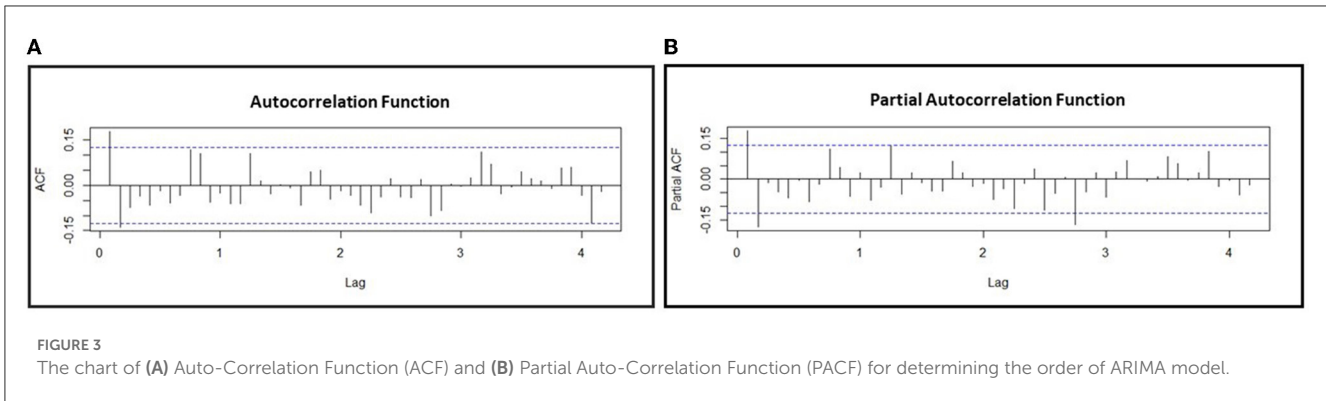 A
Autocorrelation Function
ACF
0.15
0.00
-0.15
0 1 2 3 4
Lag
B
Partial Autocorrelation Function
Partial ACF
0.15
0.00
-0.15
0 1 2 3 4
Lag
FIGURE 3
The chart of (A) Auto-Correlation Function (ACF) and (B) Partial Auto-Correlation Function (PACF) for determining the order of ARIMA model.